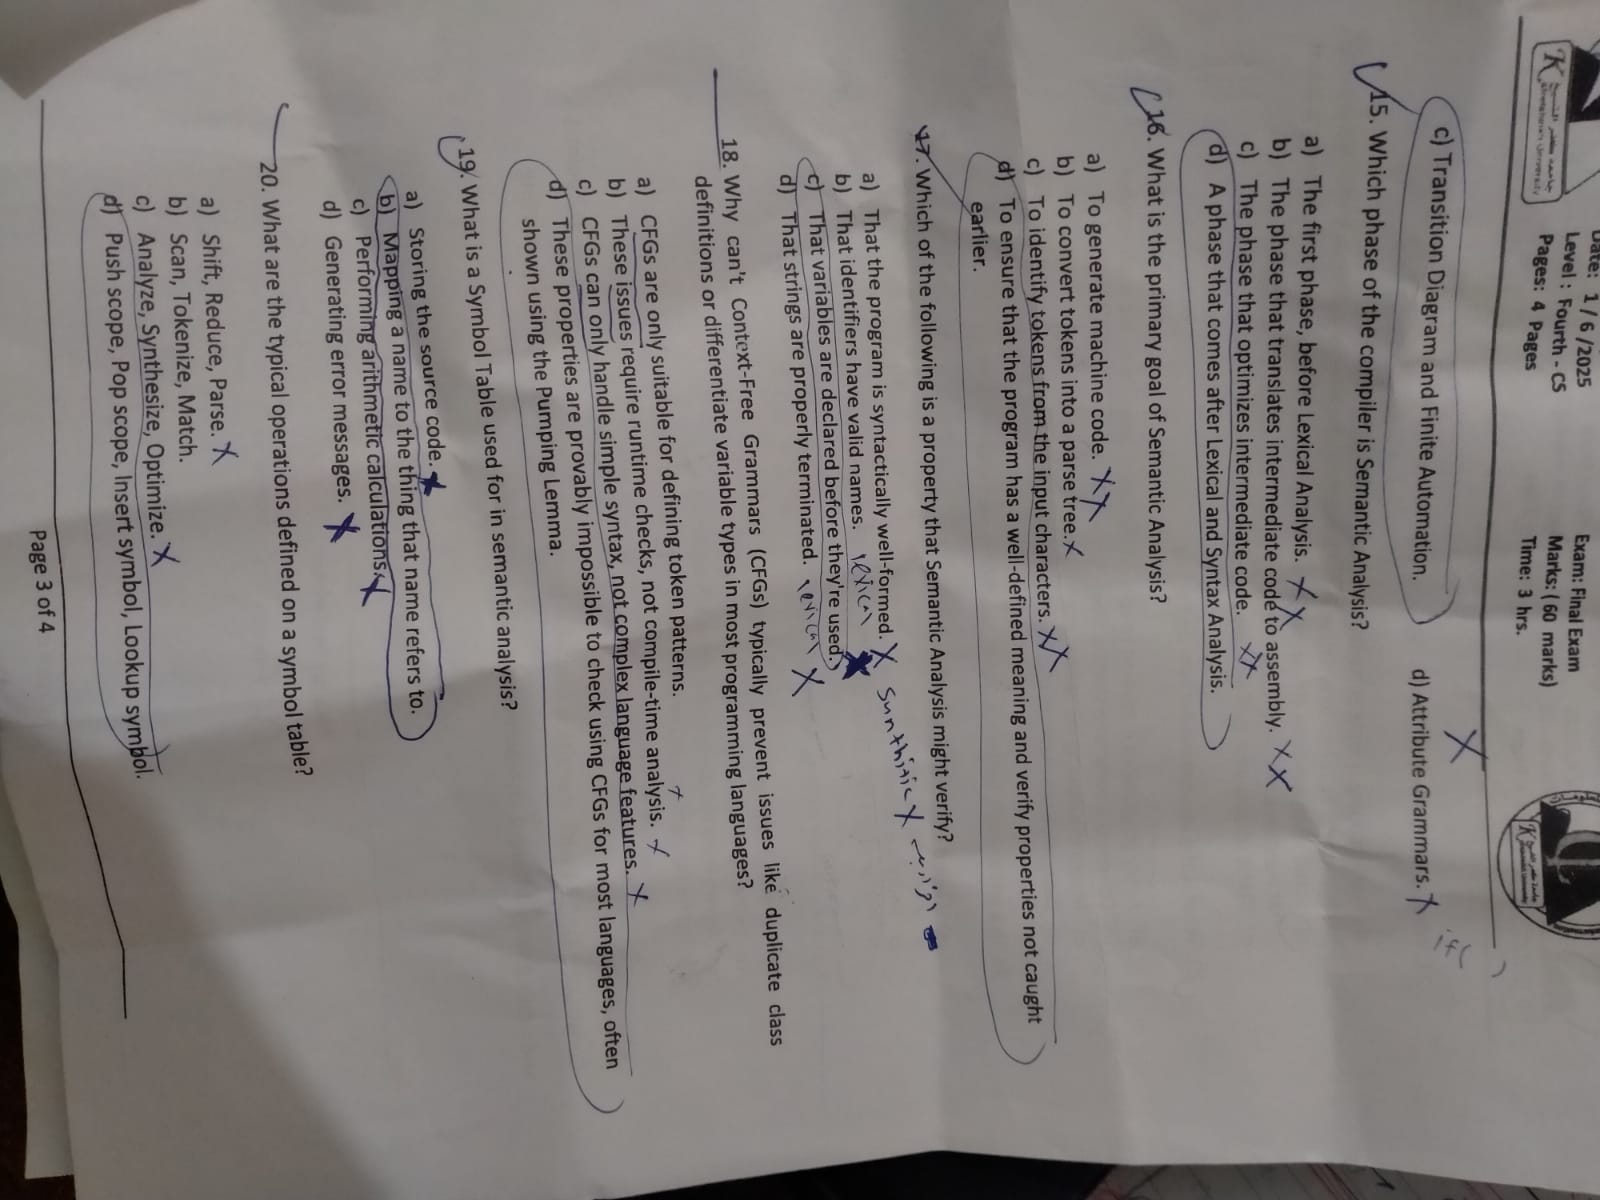 Date: 1/6/2025
Level : Fourth - CS
Pages: 4 Pages
Exam: Final Exam
Marks: ( 60 marks)
Time: 3 hrs.
جامعة كفر الشيخ
Kafrelsheikh University
if( )
c) Transition Diagram and Finite Automation.
d) Attribute Grammars. X
15. Which phase of the compiler is Semantic Analysis?
a) The first phase, before Lexical Analysis. XX
b) The phase that translates intermediate code to assembly. XX
c) The phase that optimizes intermediate code. XX
d) A phase that comes after Lexical and Syntax Analysis.
16. What is the primary goal of Semantic Analysis?
a) To generate machine code. XX
b) To convert tokens into a parse tree. X
c) To identify tokens from the input characters. XX
d) To ensure that the program has a well-defined meaning and verify properties not caught
earlier.
17. Which of the following is a property that Semantic Analysis might verify?
a) That the program is syntactically well-formed. X Sunthitic X
b) That identifiers have valid names. lexical
c) That variables are declared before they're used.
d) That strings are properly terminated. lexical X
18. Why can't Context-Free Grammars (CFGs) typically prevent issues like duplicate class
definitions or differentiate variable types in most programming languages?
a) CFGs are only suitable for defining token patterns.
b) These issues require runtime checks, not compile-time analysis. X
c) CFGs can only handle simple syntax, not complex language features. X
d) These properties are provably impossible to check using CFGs for most languages, often
shown using the Pumping Lemma.
19. What is a Symbol Table used for in semantic analysis?
a) Storing the source code. X
b) Mapping a name to the thing that name refers to.
c) Performing arithmetic calculations. X
d) Generating error messages. X
20. What are the typical operations defined on a symbol table?
a) Shift, Reduce, Parse. X
b) Scan, Tokenize, Match.
c) Analyze, Synthesize, Optimize. X
d) Push scope, Pop scope, Insert symbol, Lookup symbol.
Page 3 of 4